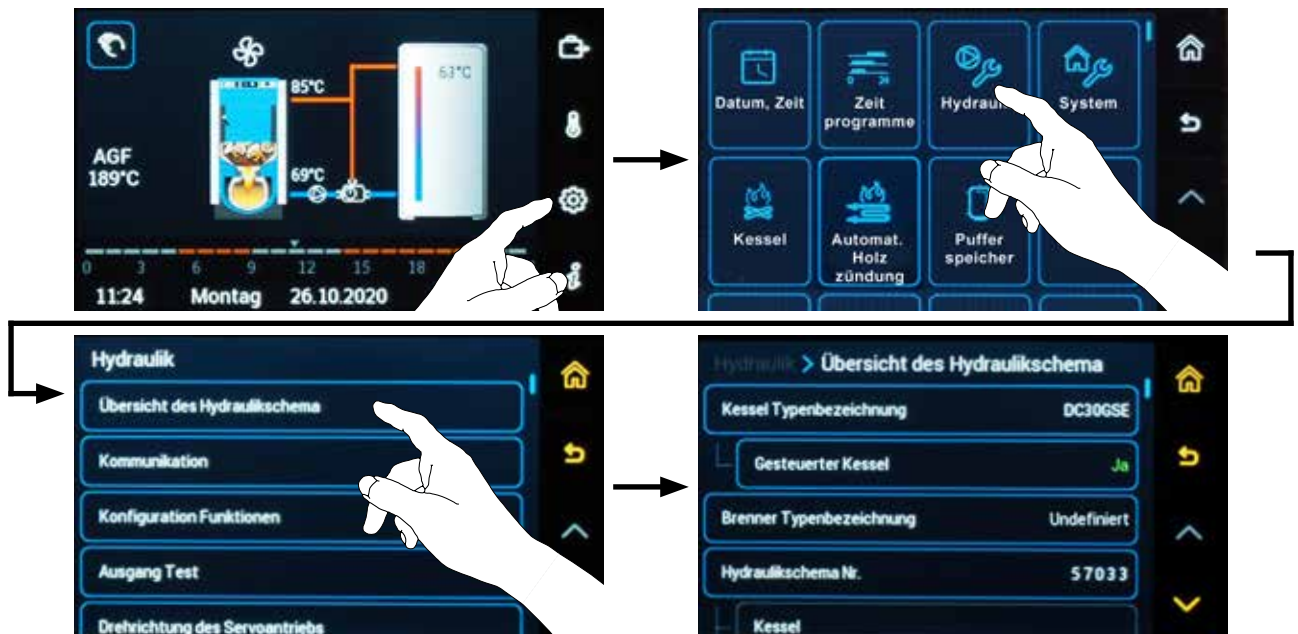 85°C
63°C
AGF
189°C
69°C
0 3 6 9 12 15 18
11:24 Montag 26.10.2020
Datum, Zeit
Zeit
programme
0 24
System
Kessel
Automat.
Holz
zündung
Puffer
speicher
Hydraulik
Übersicht des Hydraulikschema
Kommunikation
Konfiguration Funktionen
Ausgang Test
Drehrichtung des Servoantriebs
Hydraulik > Übersicht des Hydraulikschema
Kessel Typenbezeichnung DC30GSE
Gesteuerter Kessel Ja
Brenner Typenbezeichnung Undefiniert
Hydraulikschema Nr. 57033
Kessel